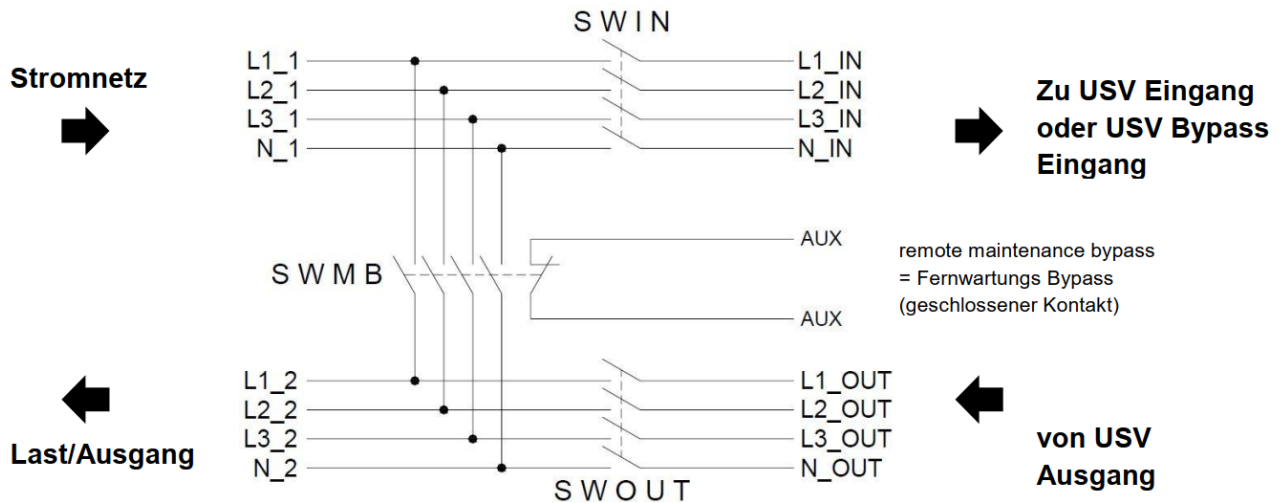 SWIN
Stromnetz
L1_1
L2_1
L3_1
N_1
L1_IN
L2_IN
L3_IN
N_IN
Zu USV Eingang
oder USV Bypass
Eingang
SWMB
AUX
AUX
remote maintenance bypass
= Fernwartungs Bypass
(geschlossener Kontakt)
L1_2
L2_2
L3_2
N_2
Last/Ausgang
L1_OUT
L2_OUT
L3_OUT
N_OUT
von USV
Ausgang
SWOUT